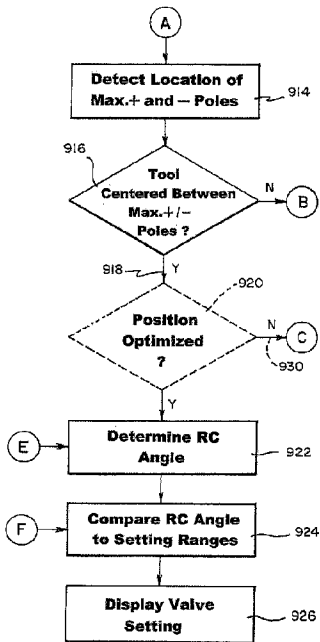 A
Detect Location of
Max.+ and − Poles
914
916
Tool
Centered Between
Max.+/−
Poles ?
N
B
918
Y
920
Position
Optimized
?
N
C
930
Y
E
Determine RC
Angle
922
F
Compare RC Angle
to Setting Ranges
924
Display Valve
Setting
926